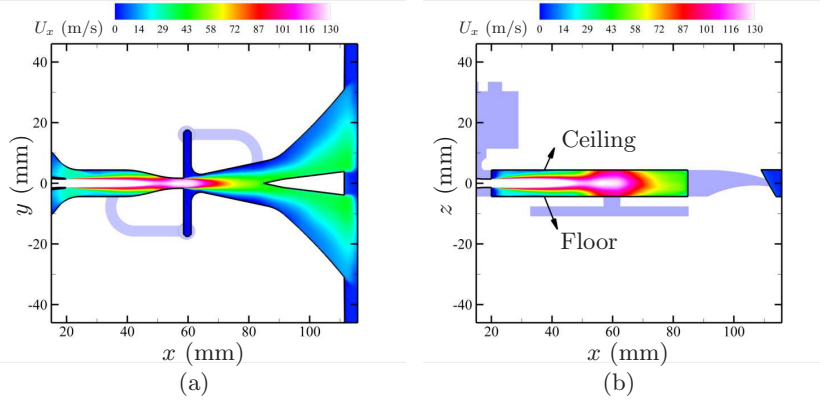 U_x (m/s) 0 14 29 43 58 72 87 101 116 130
y (mm)
40
20
0
-20
-40
20 40 60 80 100
x (mm)
(a)
U_x (m/s) 0 14 29 43 58 72 87 101 116 130
z (mm)
40
20
0
-20
-40
Ceiling
Floor
20 40 60 80 100
x (mm)
(b)